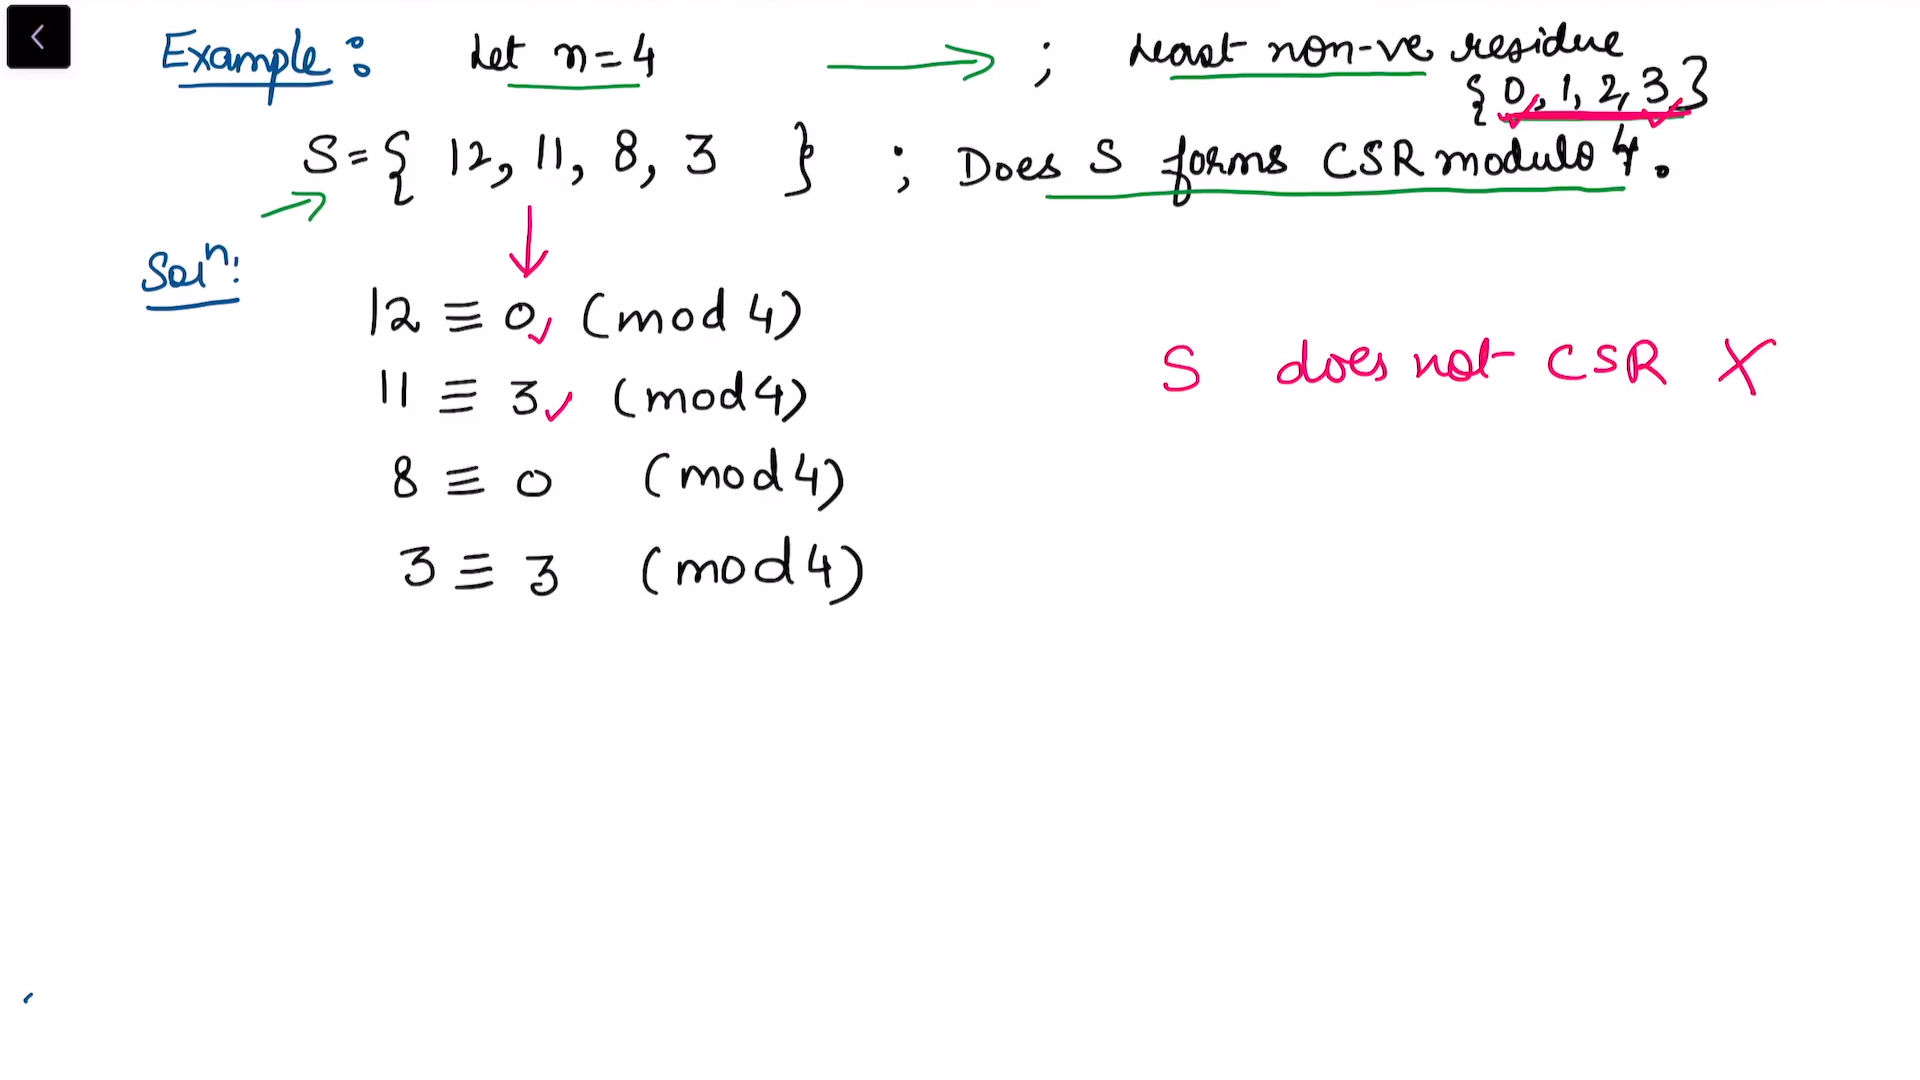 Example: Let n=4 ; Least non-ve residue
{0, 1, 2, 3}
S={ 12, 11, 8, 3 } ; Does S forms CSR modulo 4.
Solⁿ:
12 ≡ 0 (mod 4)
S does not CSR X
11 ≡ 3 (mod 4)
8 ≡ 0 (mod 4)
3 ≡ 3 (mod 4)